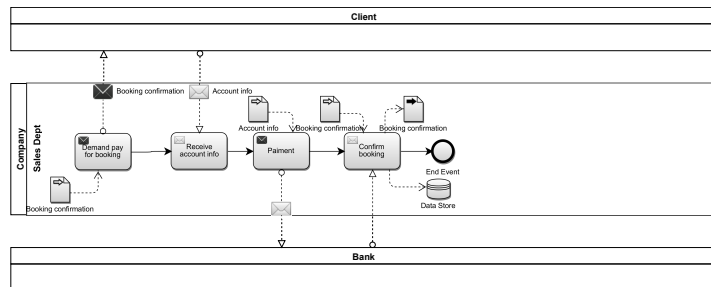 Client
Booking confirmation
Account info
Company
Sales Dept
Account info
Booking confirmation
Booking confirmation
Demand pay
for booking
Receive
account info
Paiment
Confirm
booking
End Event
Booking confirmation
Data Store
Bank